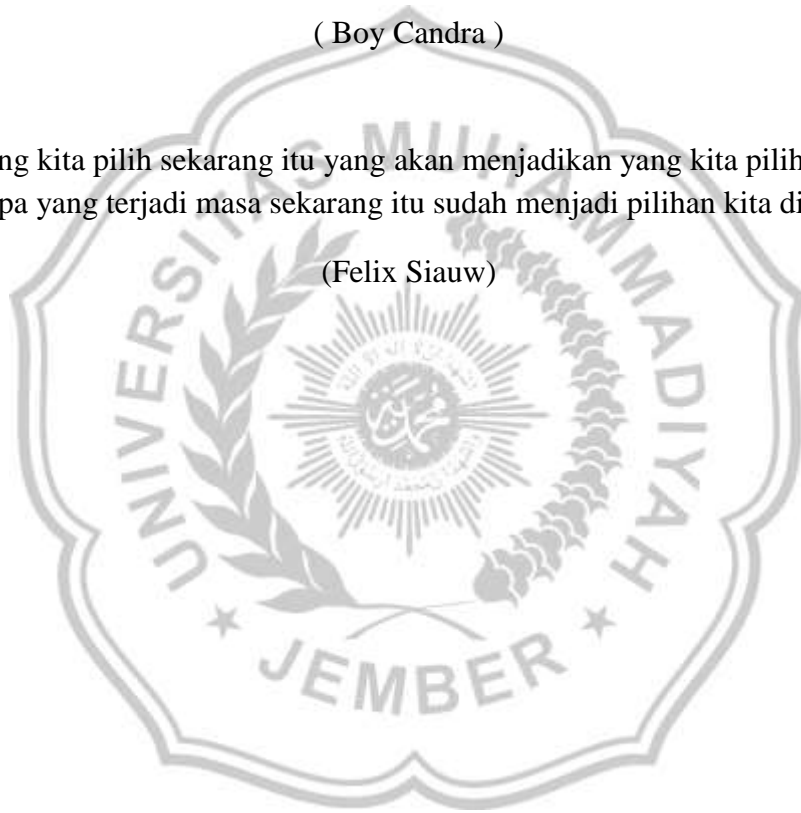 ( Boy Candra )
ng kita pilih sekarang itu yang akan menjadikan yang kita pilih
pa yang terjadi masa sekarang itu sudah menjadi pilihan kita di
(Felix Siauw)
UNIVERSITAS MUHAMMADIYAH
JEMBER